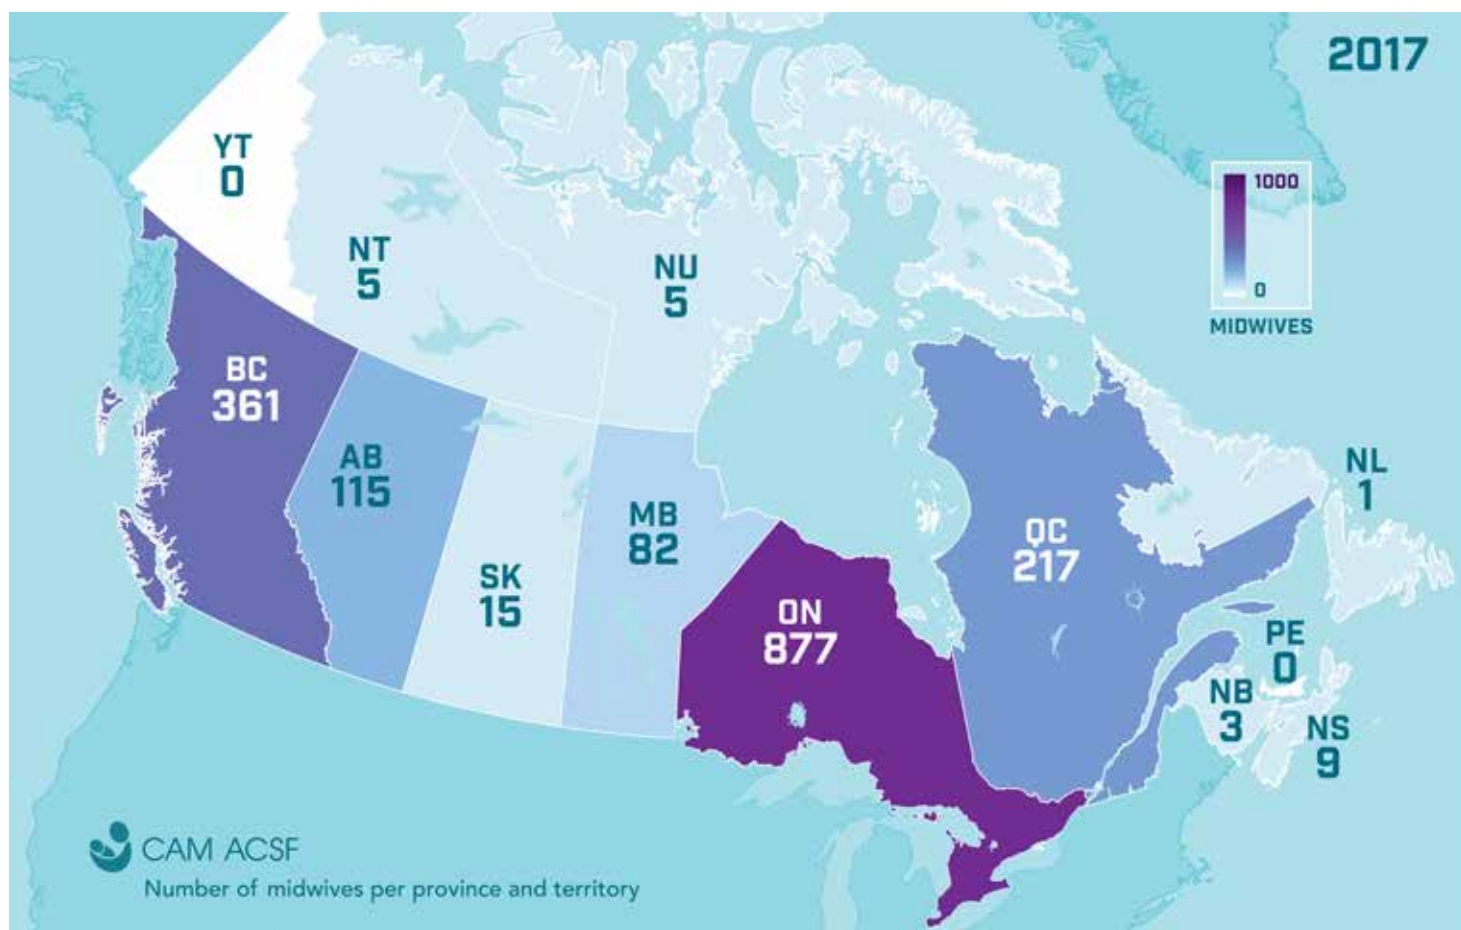 2017
1000
0
MIDWIVES
YT
0
NT
5
NU
5
BC
361
AB
115
SK
15
MB
82
ON
877
QC
217
NL
1
PE
0
NB
3
NS
9
CAM ACSF
Number of midwives per province and territory